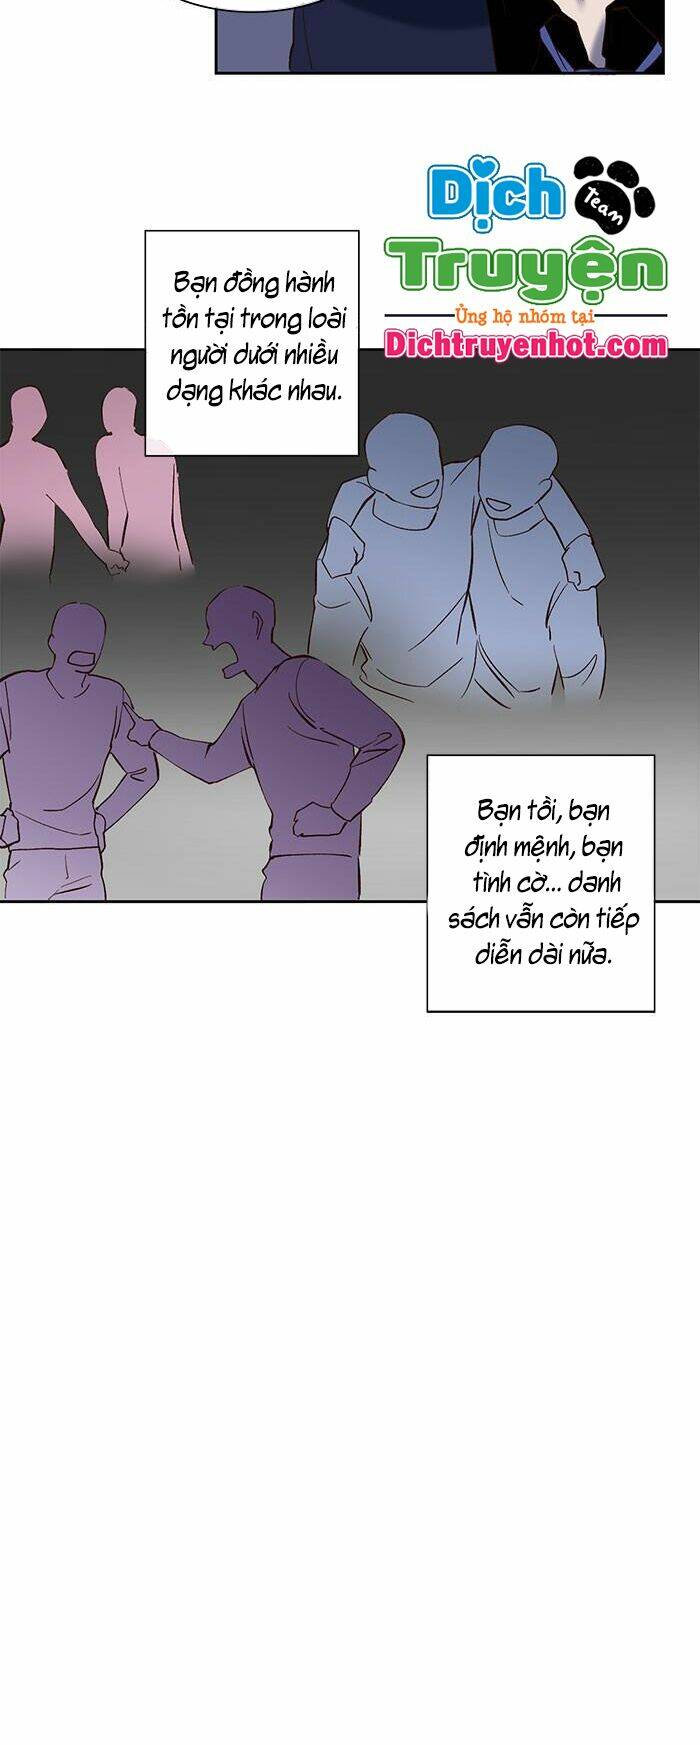 Dịch
Team
Truyện
Ủng hộ nhóm tại
Dichtruyenhot.com
Bạn đồng hành
tồn tại trong loài
người dưới nhiều
dạng khác nhau.
Bạn tồi, bạn
định mệnh, bạn
tình cờ... danh
sách vẫn còn tiếp
diễn dài nữa.